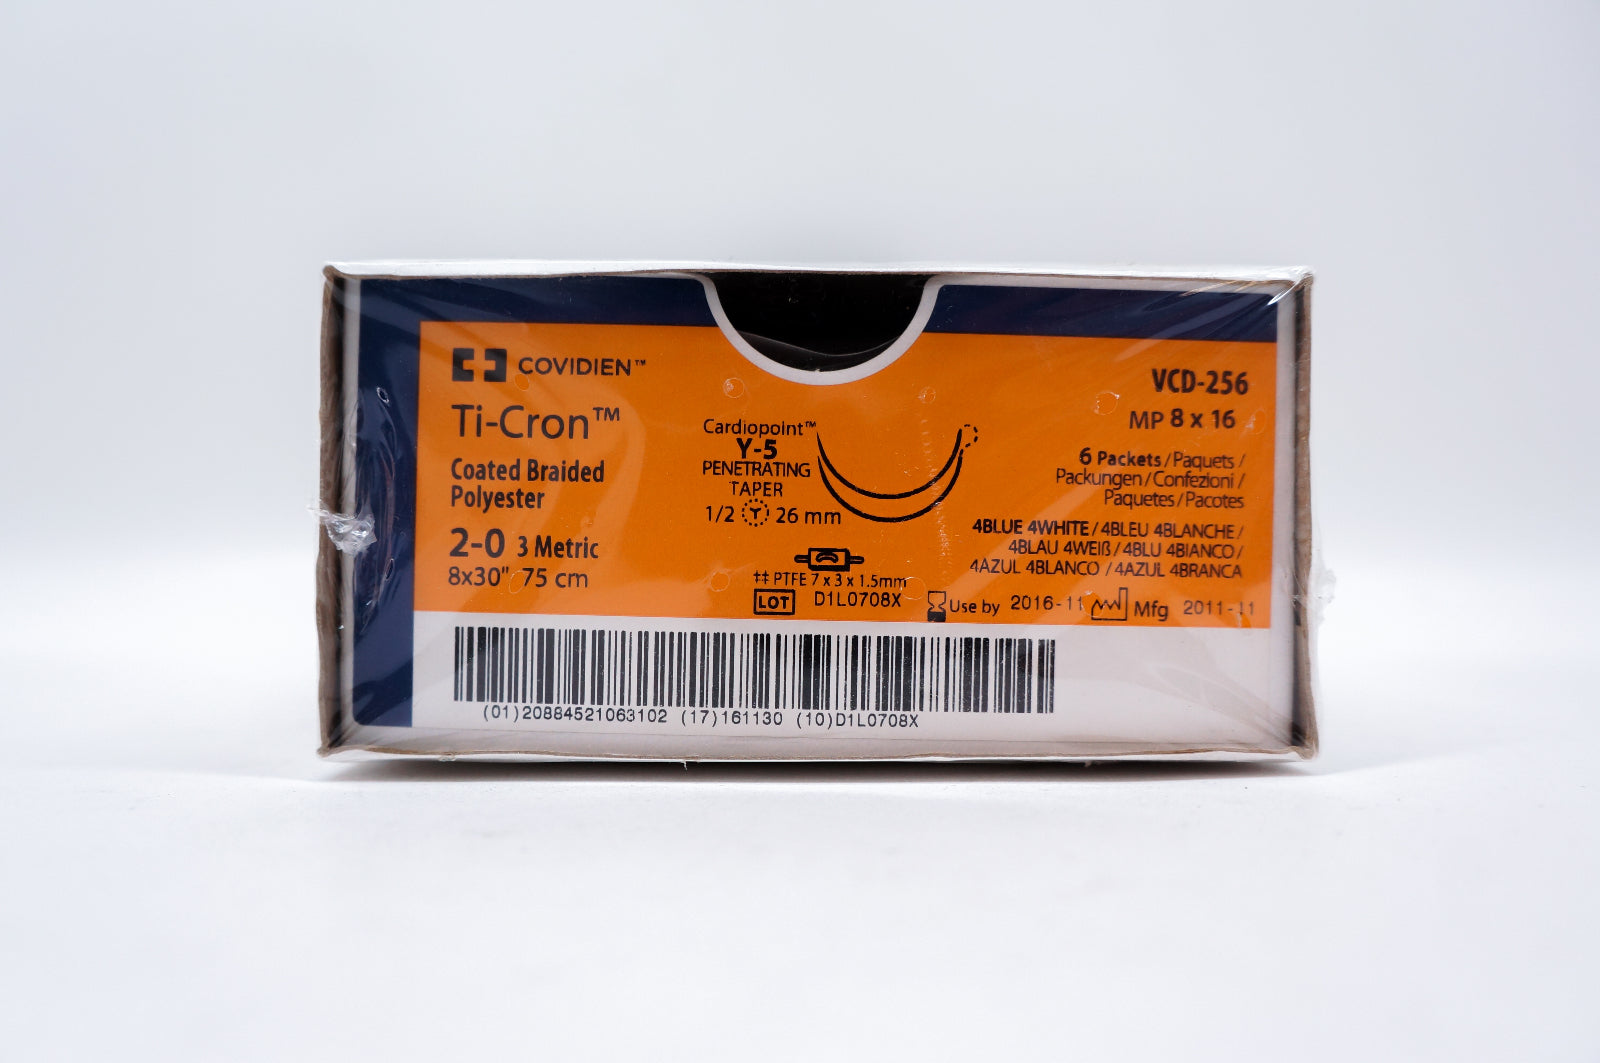 COVIDIEN™
Ti-Cron™
Coated Braided
Polyester
2-0 3 Metric
8x30" 75 cm
Cardiopoint™
Y-5
PENETRATING
TAPER
1/2 26 mm
‡‡ PTFE 7 x 3 x 1.5mm
LOT D1L0708X
VCD-256
MP 8 x 16
6 Packets/Paquets/
Packungen/Confezioni/
Paquetes/Pacotes
4BLUE 4WHITE/4BLEU 4BLANCHE/
4BLAU 4WEIß/4BLU 4BIANCO/
4AZUL 4BLANCO/4AZUL 4BRANCA
Use by 2016-11 Mfg 2011-11
(01)20884521063102 (17)161130 (10)D1L0708X